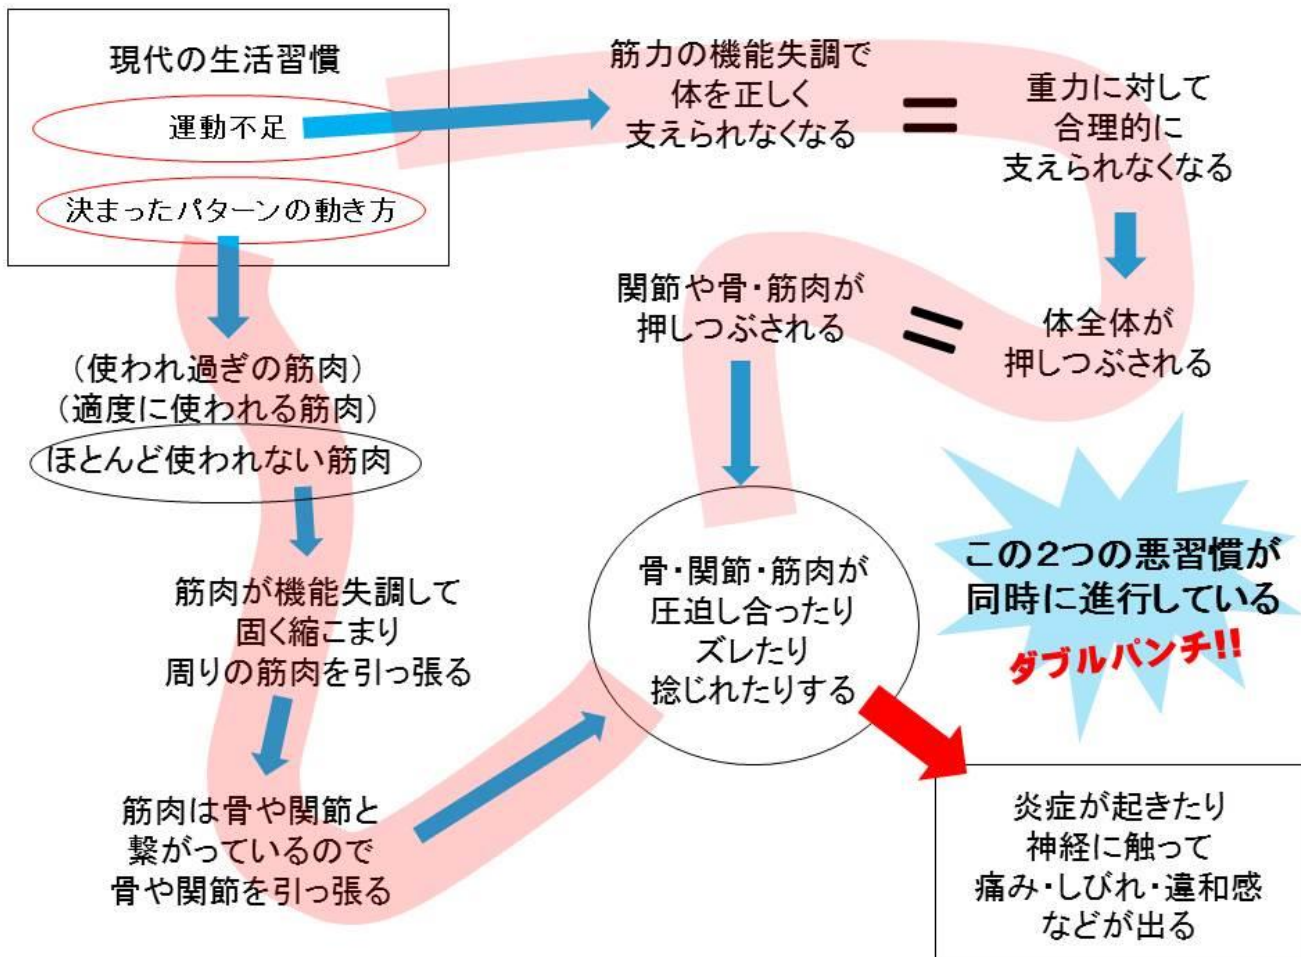 現代の生活習慣
運動不足
決まったパターンの動き方
筋力の機能失調で
体を正しく
支えられなくなる
=
重力に対して
合理的に
支えられなくなる
体全体が
押しつぶされる
=
関節や骨・筋肉が
押しつぶされる
(使われ過ぎの筋肉)
(適度に使われる筋肉)
ほとんど使われない筋肉
筋肉が機能失調して
固く縮こまり
周りの筋肉を引っ張る
筋肉は骨や関節と
繋がっているので
骨や関節を引っ張る
骨・関節・筋肉が
圧迫し合ったり
ズレたり
捻じれたりする
この2つの悪習慣が
同時に進行している
ダブルパンチ!!
炎症が起きたり
神経に触って
痛み・しびれ・違和感
などが出る